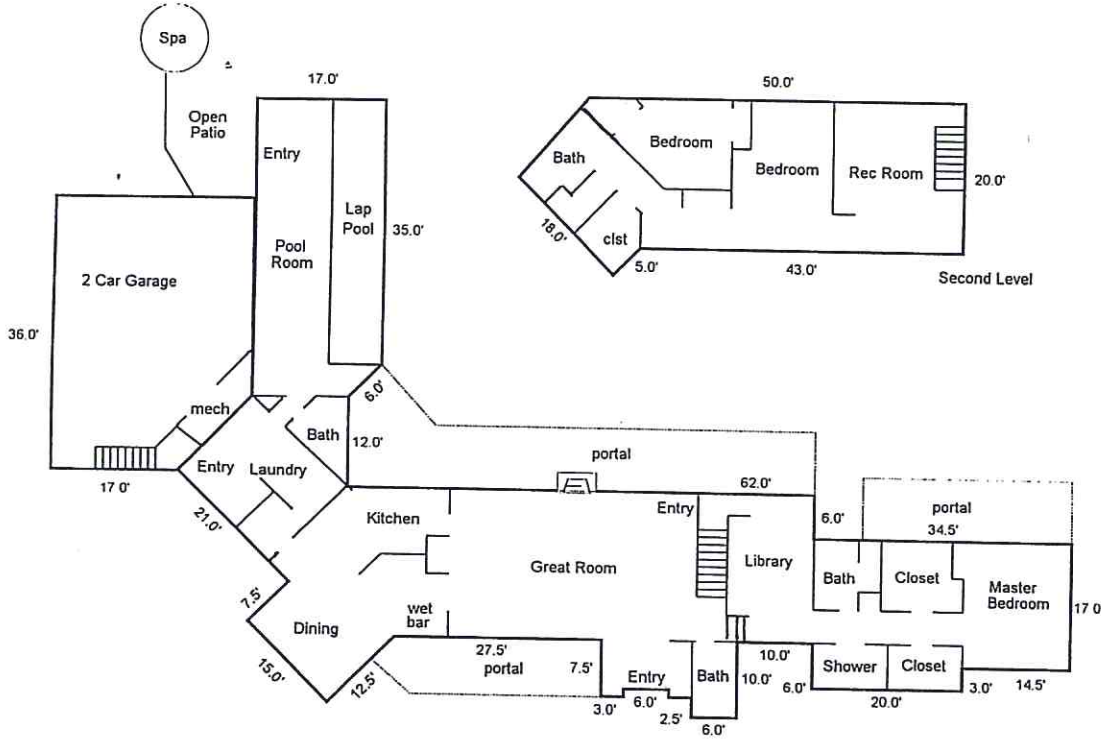 Spa
17.0'
50.0'
Open
Patio
Entry
Bath
Bedroom
Bedroom
Rec Room
20.0'
Lap
Pool
35.0'
18.0'
clst
Pool
Room
5.0'
43.0'
Second Level
2 Car Garage
36.0'
6.0'
mech
Bath
12.0'
portal
Entry
Laundry
17 0'
62.0'
21.0'
Kitchen
Entry
6.0'
portal
34.5'
Library
Great Room
Bath
Closet
Master
Bedroom
17 0
7.5'
wet
bar
Dining
27.5'
portal
7.5'
10.0'
15.0'
12.5'
Entry
Bath
10.0'
Shower
Closet
6.0'
3.0'
14.5'
3.0'
6.0'
20.0'
2.5'
6.0'